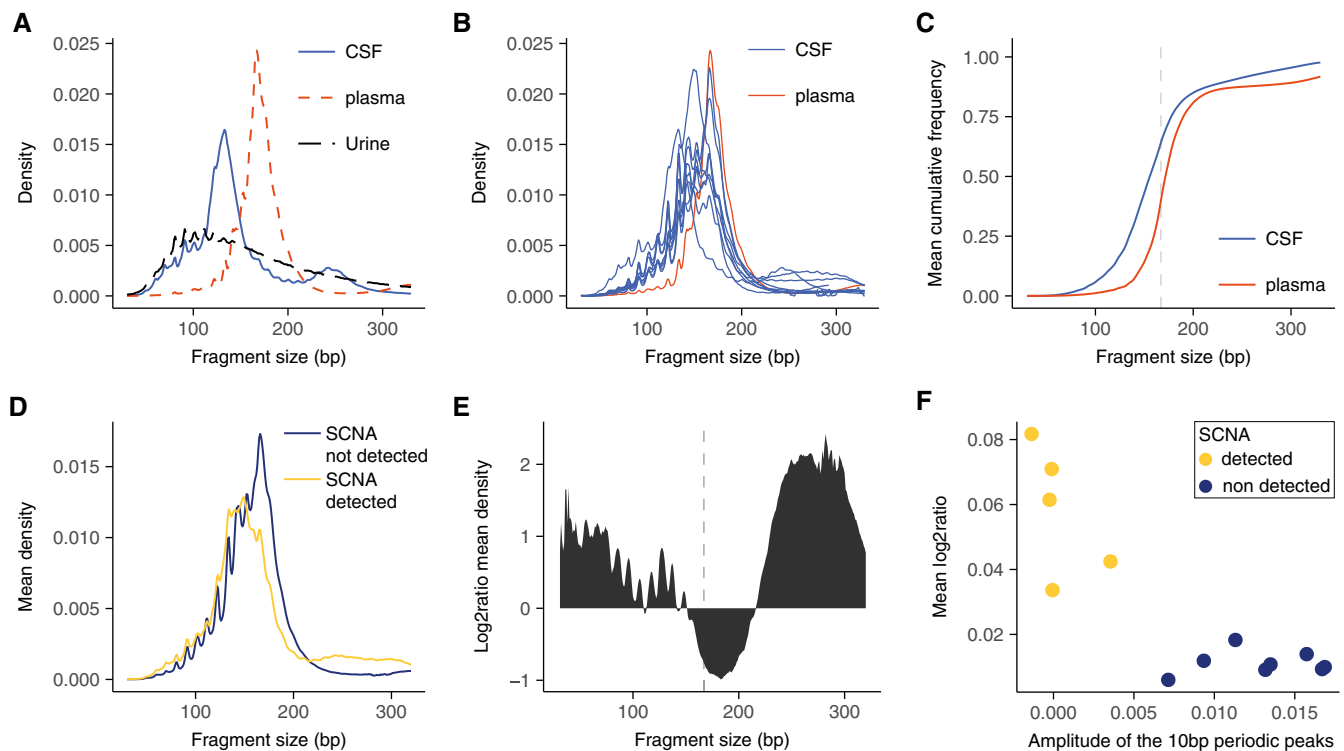 A
Density
0.025
0.020
0.015
0.010
0.005
0.000
100
200
300
Fragment size (bp)
CSF
plasma
Urine
B
Density
0.025
0.020
0.015
0.010
0.005
0.000
100
200
300
Fragment size (bp)
CSF
plasma
C
Mean cumulative frequency
1.00
0.75
0.50
0.25
0.00
100
200
300
Fragment size (bp)
CSF
plasma
D
Mean density
0.015
0.010
0.005
0.000
100
200
300
Fragment size (bp)
SCNA
not detected
SCNA
detected
E
Log2ratio mean density
2
1
0
−1
100
200
300
Fragment size (bp)
F
Mean log2ratio
0.08
0.06
0.04
0.02
0.000
0.005
0.010
0.015
Amplitude of the 10bp periodic peaks
SCNA
detected
non detected